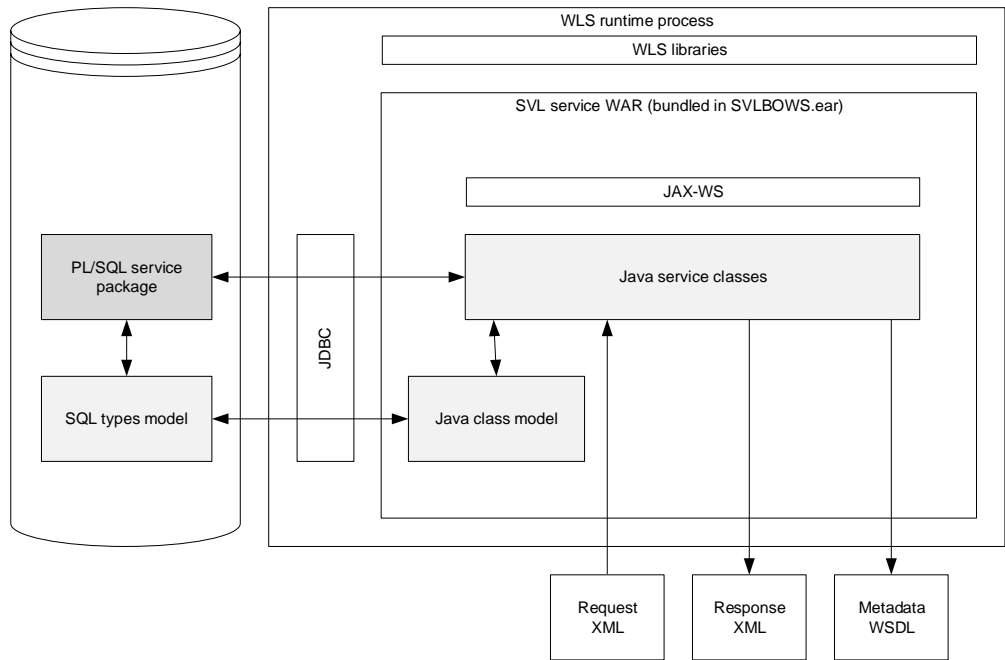 WLS runtime process
WLS libraries
SVL service WAR (bundled in SVLBOWS.ear)
JAX-WS
PL/SQL service
package
Java service classes
JDBC
SQL types model
Java class model
Request
XML
Response
XML
Metadata
WSDL